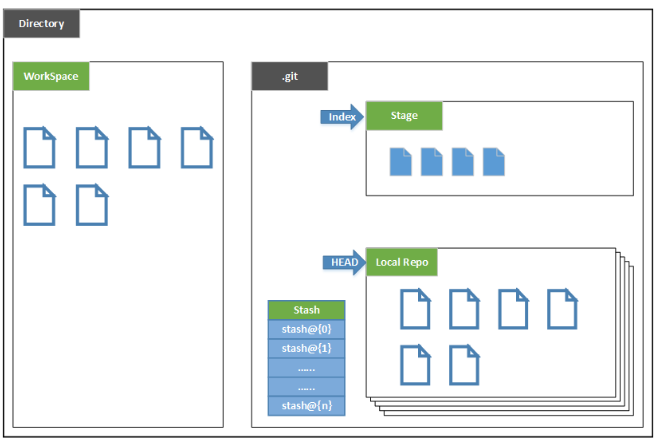 Directory
WorkSpace
.git
Index
Stage
HEAD
Local Repo
Stash
stash@{0}
stash@{1}
......
......
stash@{n}